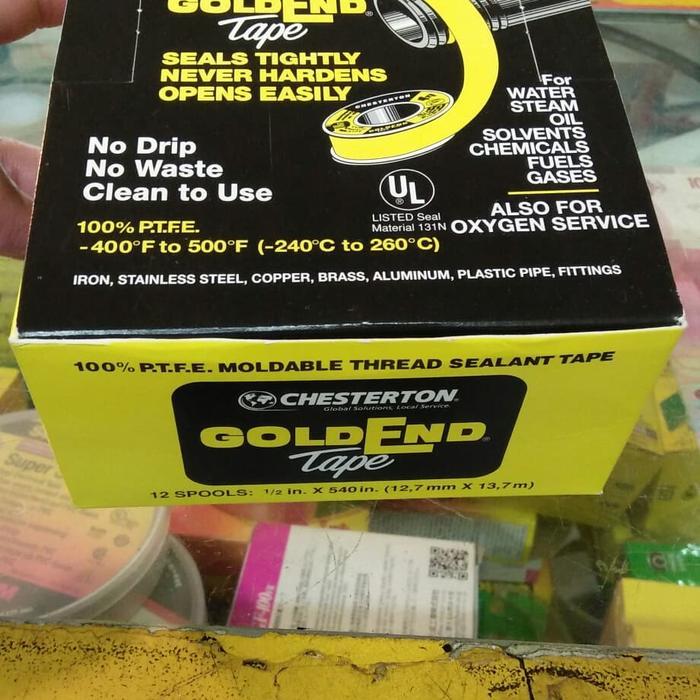 GOLDEND®
Tape
SEALS TIGHTLY
NEVER HARDENS
OPENS EASILY
CHESTERTON
For
WATER
STEAM
OIL
SOLVENTS
CHEMICALS
FUELS
GASES
ALSO FOR
OXYGEN SERVICE
No Drip
No Waste
Clean to Use
UL
LISTED Seal
Material 131N
100% P.T.F.E.
-400°F to 500°F (-240°C to 260°C)
IRON, STAINLESS STEEL, COPPER, BRASS, ALUMINUM, PLASTIC PIPE, FITTINGS
100% P.T.F.E. MOLDABLE THREAD SEALANT TAPE
CHESTERTON
Global Solutions, Local Service.
GOLDEND®
Tape
12 SPOOLS: 1/2 in. X 540 in. (12,7 mm X 13,7m)
Super